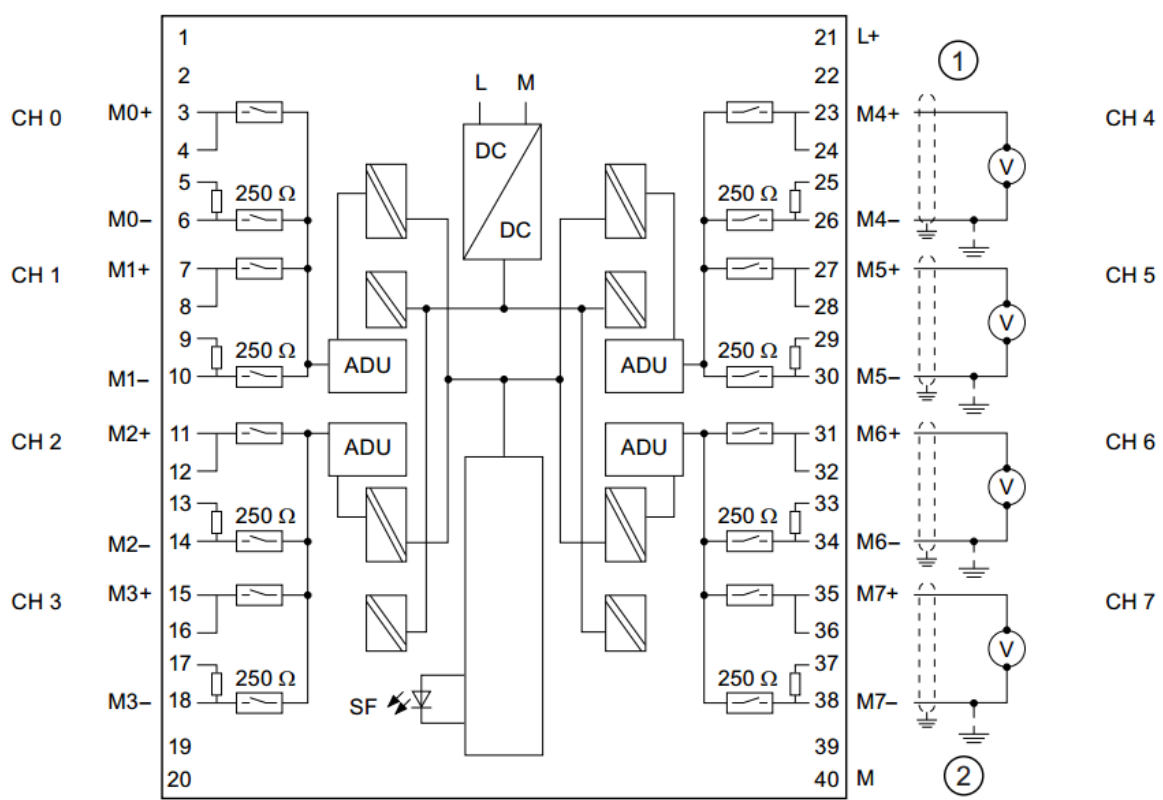 1 21 L+
2 22 ①
L M
CH 0 M0+ 3 23 M4+ CH 4
4 DC 24 V
5 250 Ω 250 Ω 25
M0– 6 DC 26 M4–
CH 1 M1+ 7 27 M5+ CH 5
8 28
V
9 250 Ω 250 Ω 29
ADU ADU
M1– 10 30 M5–
CH 2 M2+ 11 31 M6+ CH 6
ADU ADU
12 32
V
13 250 Ω 250 Ω 33
M2– 14 34 M6–
CH 3 M3+ 15 35 M7+ CH 7
16 36
V
17 250 Ω 250 Ω 37
M3– 18 SF 38 M7–
19 39
20 40 M ②